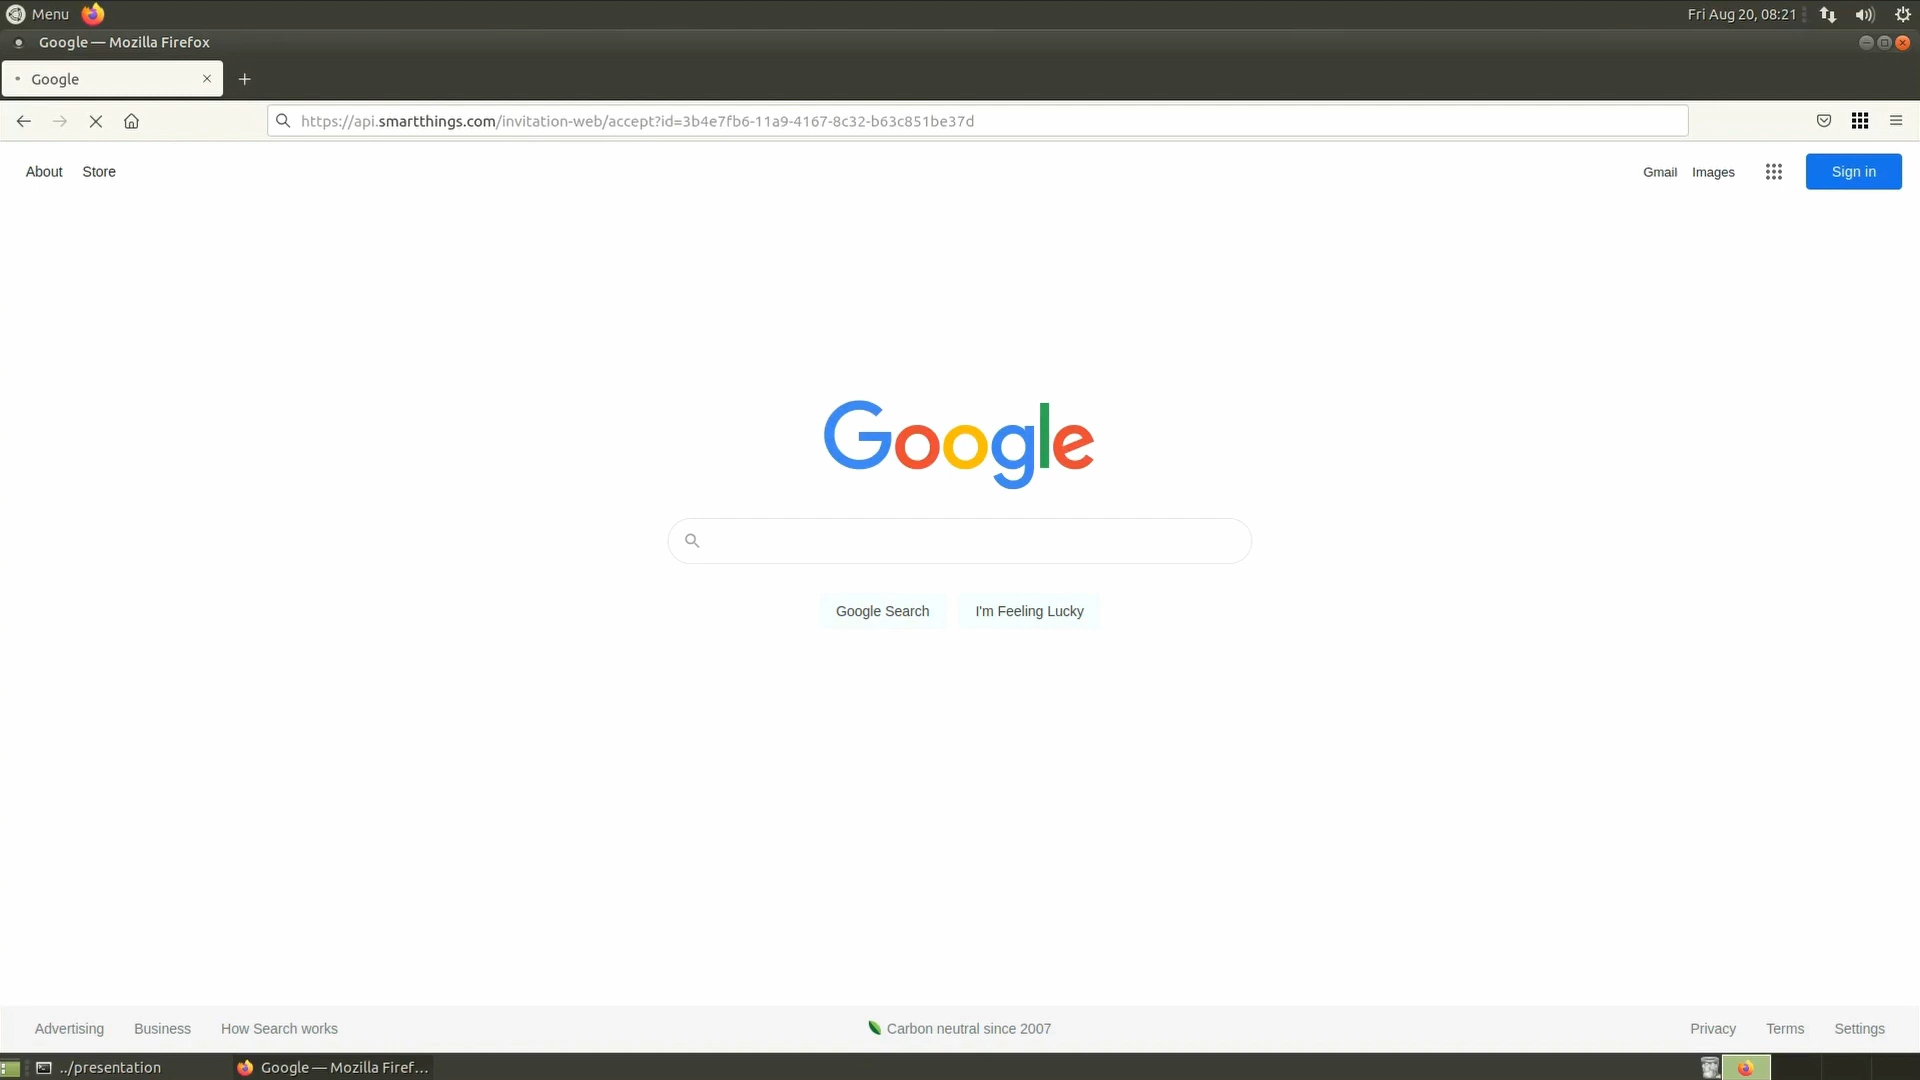 Menu
Fri Aug 20, 08:21
Google — Mozilla Firefox
Google
https://api.smartthings.com/invitation-web/accept?id=3b4e7fb6-11a9-4167-8c32-b63c851be37d
About Store
Gmail Images
Sign in
Google
Google Search I'm Feeling Lucky
Advertising Business How Search works
Carbon neutral since 2007
Privacy Terms Settings
../presentation
Google — Mozilla Firef...